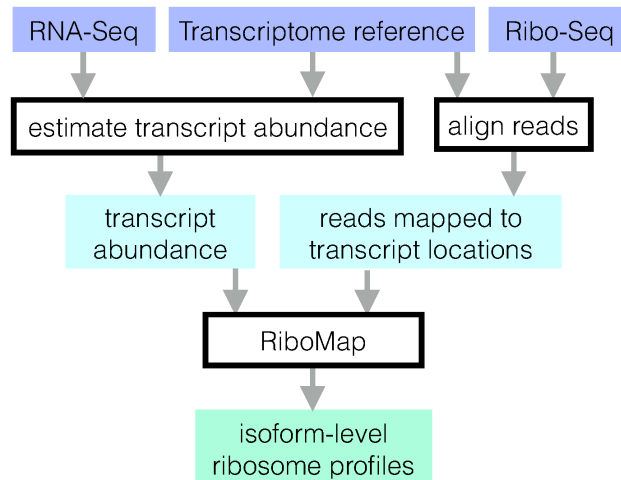 RNA-Seq
Transcriptome reference
Ribo-Seq
estimate transcript abundance
align reads
transcript
abundance
reads mapped to
transcript locations
RiboMap
isoform-level
ribosome profiles